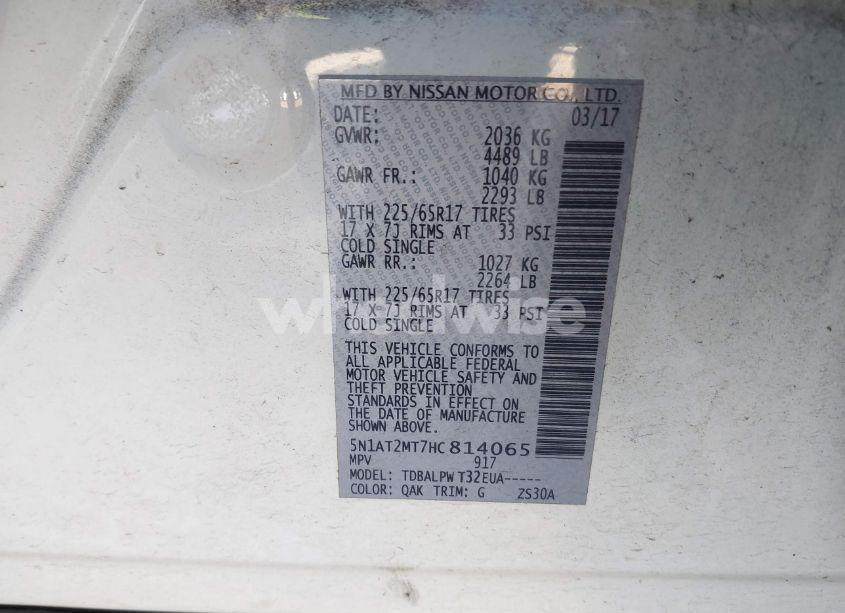 MFD BY NISSAN MOTOR CO., LTD.
DATE: 03/17
GVWR: 2036 KG
4489 LB
GAWR FR.: 1040 KG
2293 LB
WITH 225/65R17 TIRES
17 X 7J RIMS AT 33 PSI
COLD SINGLE
GAWR RR.: 1027 KG
2264 LB
WITH 225/65R17 TIRES
17 X 7J RIMS AT 33 PSI
COLD SINGLE
wheelwise
THIS VEHICLE CONFORMS TO
ALL APPLICABLE FEDERAL
MOTOR VEHICLE SAFETY AND
THEFT PREVENTION
STANDARDS IN EFFECT ON
THE DATE OF MANUFACTURE
SHOWN ABOVE.
5N1AT2MT7HC814065
MPV 917
MODEL: TDBALPW T32EUA-----
COLOR: QAK TRIM: G ZS30A